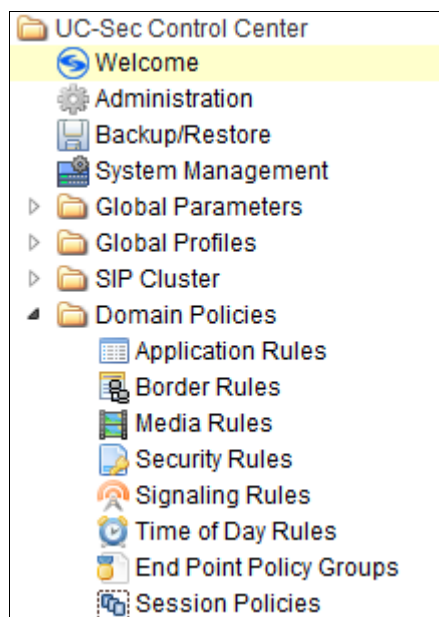 UC-Sec Control Center
Welcome
Administration
Backup/Restore
System Management
Global Parameters
Global Profiles
SIP Cluster
Domain Policies
Application Rules
Border Rules
Media Rules
Security Rules
Signaling Rules
Time of Day Rules
End Point Policy Groups
Session Policies